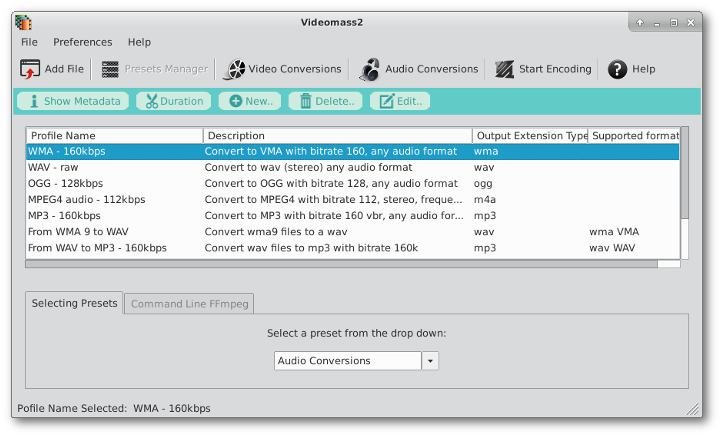 Videomass2
File Preferences Help
Add File Presets Manager Video Conversions Audio Conversions Start Encoding Help
Show Metadata Duration New.. Delete.. Edit..
Profile Name Description Output Extension Type Supported format
WMA - 160kbps Convert to VMA with bitrate 160, any audio format wma
WAV - raw Convert to wav (stereo) any audio format wav
OGG - 128kbps Convert to OGG with bitrate 128, any audio format ogg
MPEG4 audio - 112kbps Convert to MPEG4 with bitrate 112, stereo, freque... m4a
MP3 - 160kbps Convert to MP3 with bitrate 160 vbr, any audio for... mp3
From WMA 9 to WAV Convert wma9 files to a wav wav wma VMA
From WAV to MP3 - 160kbps Convert wav files to mp3 with bitrate 160k mp3 wav WAV
Selecting Presets Command Line FFmpeg
Select a preset from the drop down:
Audio Conversions
Pofile Name Selected: WMA - 160kbps